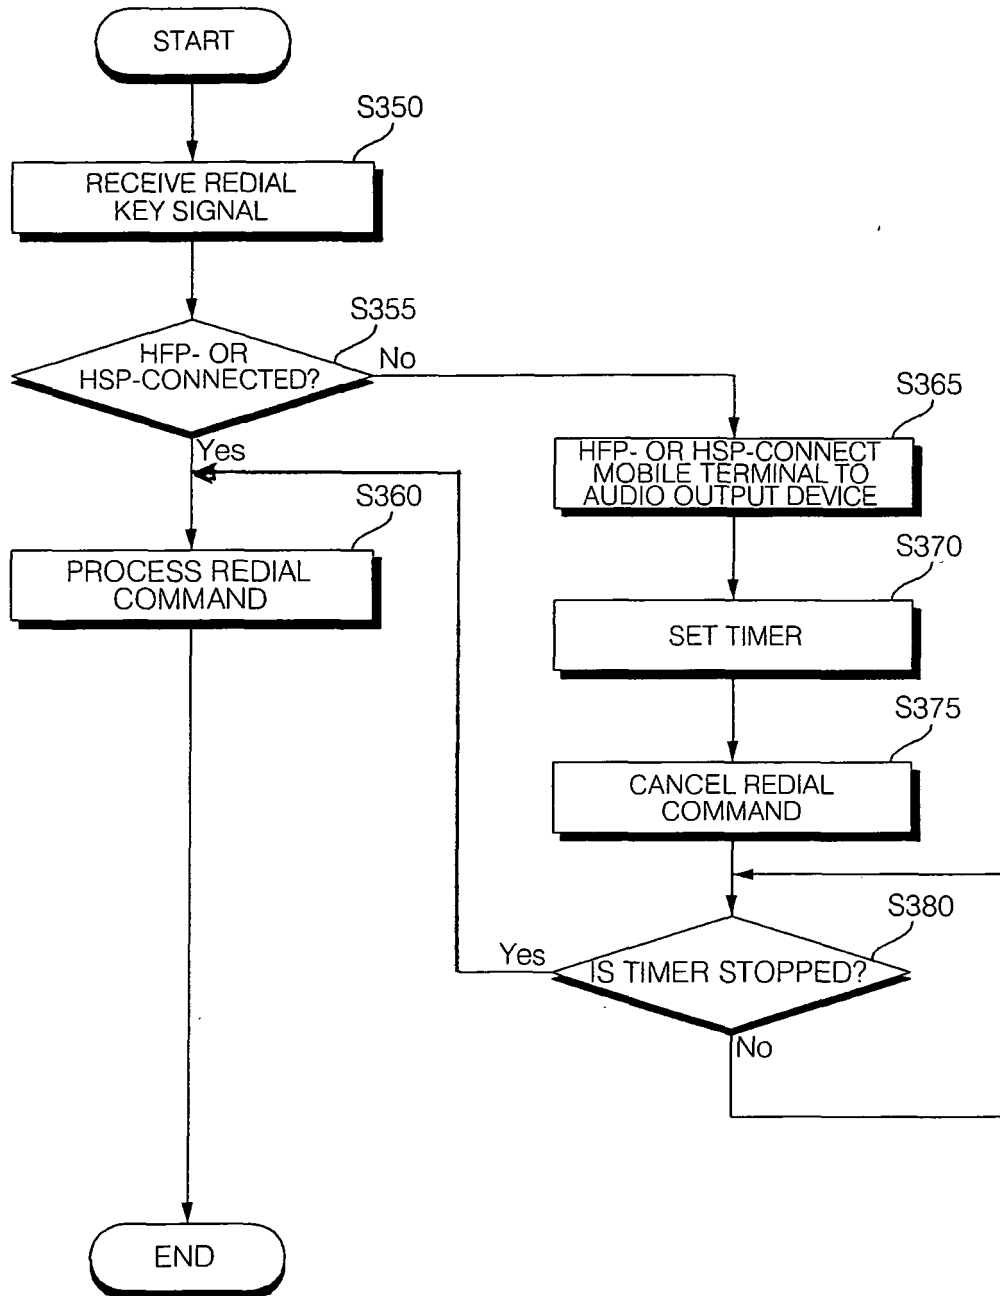 START
S350
RECEIVE REDIAL
KEY SIGNAL
S355
HFP- OR
HSP-CONNECTED?
No
Yes
S365
HFP- OR HSP-CONNECT
MOBILE TERMINAL TO
AUDIO OUTPUT DEVICE
S360
PROCESS REDIAL
COMMAND
S370
SET TIMER
S375
CANCEL REDIAL
COMMAND
S380
IS TIMER STOPPED?
Yes
No
END